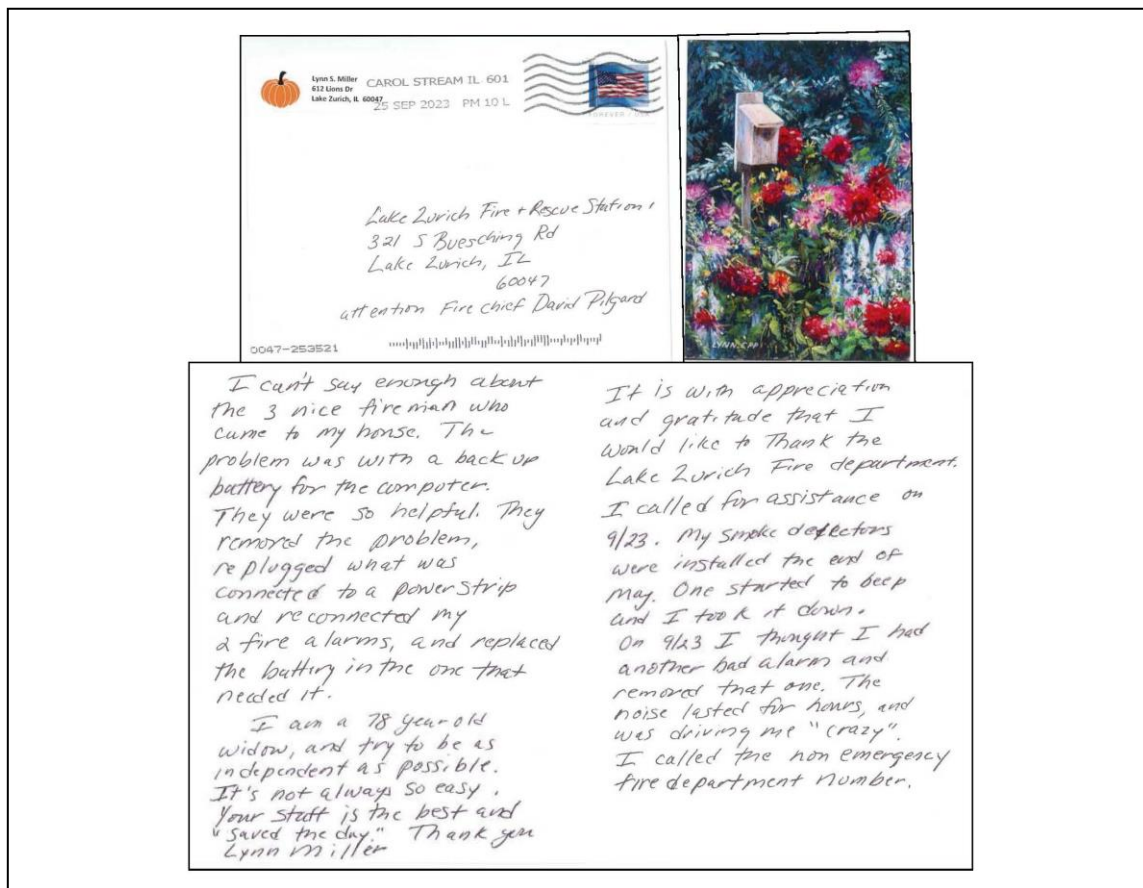 Lynn S. Miller
612 Lions Dr
Lake Zurich, IL 60047
CAROL STREAM IL 601
25 SEP 2023 PM 10 L
FOREVER / USA
Lake Zurich Fire + Rescue Station 1
321 S Buesching Rd
Lake Zurich, IL
60047
attention Fire chief David Pilgard
0047-253521
LYNN.CPP
I can't say enough about
the 3 nice fireman who
came to my house. The
problem was with a back up
battery for the computer.
They were so helpful. They
removed the problem,
replugged what was
connected to a power strip
and reconnected my
2 fire alarms, and replaced
the battery in the one that
needed it.
I am a 78 year old
widow, and try to be as
independent as possible.
It's not always so easy.
Your staff is the best and
"saved the day." Thank you
Lynn Miller
It is with appreciation
and gratitude that I
would like to Thank the
Lake Zurich Fire department.
I called for assistance on
9/23. My smoke detectors
were installed the end of
May. One started to beep
and I took it down.
On 9/23 I thought I had
another bad alarm and
removed that one. The
noise lasted for hours, and
was driving me "crazy".
I called the non emergency
fire department number.